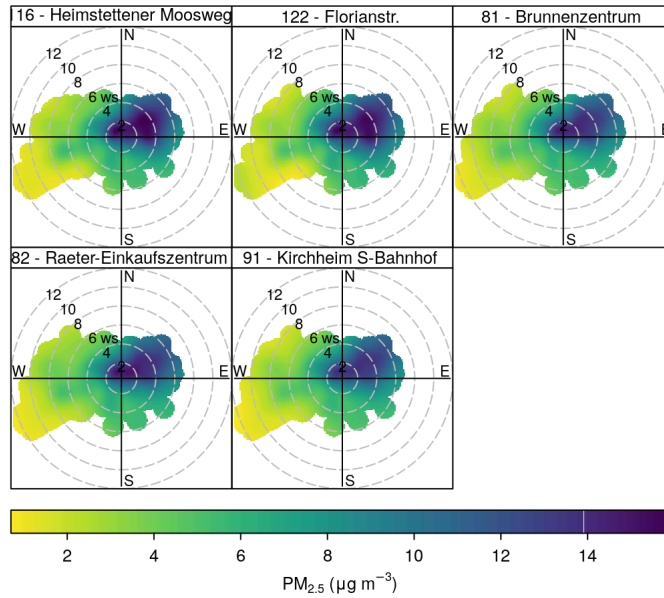 116 - Heimstettener Moosweg
122 - Florianstr.
81 - Brunnenzentrum
N
12
10
8
6 ws
4
2
W
E
S
N
12
10
8
6 ws
4
2
W
E
S
N
12
10
8
6 ws
4
2
W
E
S
82 - Raeter-Einkaufszentrum
91 - Kirchheim S-Bahnhof
N
12
10
8
6 ws
4
2
W
E
S
N
12
10
8
6 ws
4
2
W
E
S
2 4 6 8 10 12 14
PM₂.₅ (µg m⁻³)